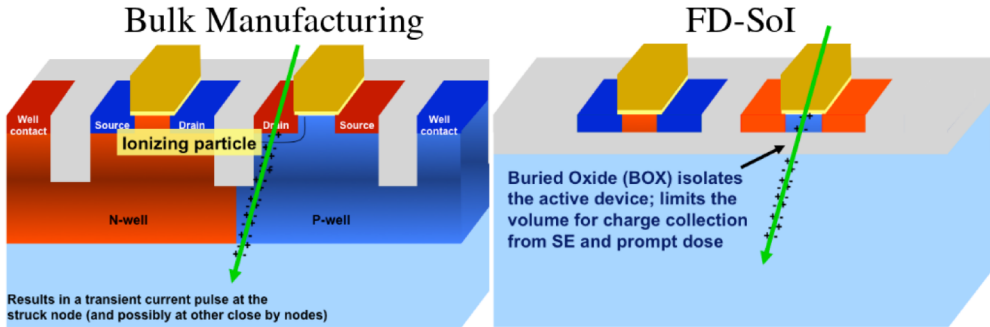 Bulk Manufacturing
FD-SoI
Well
contact
Source
Drain
Drain
Source
Well
contact
Ionizing particle
N-well
P-well
Results in a transient current pulse at the
struck node (and possibly at other close by nodes)
Buried Oxide (BOX) isolates
the active device; limits the
volume for charge collection
from SE and prompt dose